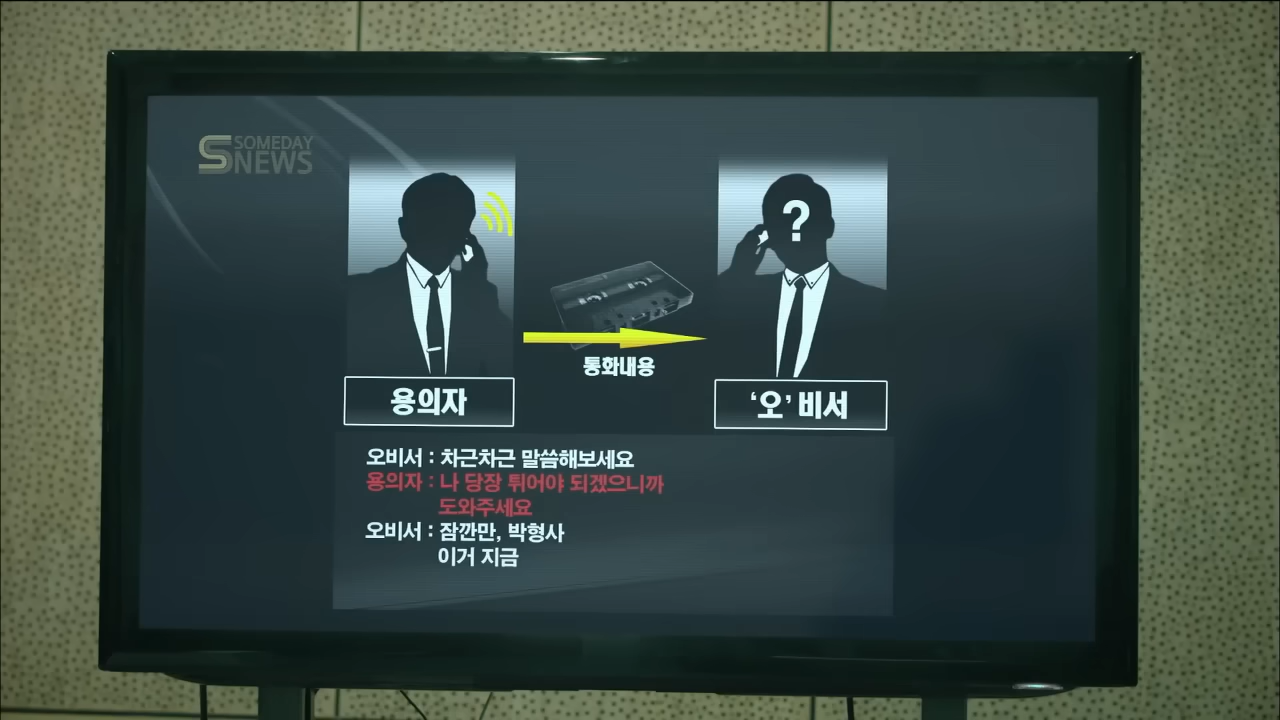 SOMEDAY
NEWS
?
통화내용
용의자
‘오’ 비서
오비서 : 차근차근 말씀해보세요
용의자 : 나 당장 튀어야 되겠으니까
도와주세요
오비서 : 잠깐만, 박형사
이거 지금